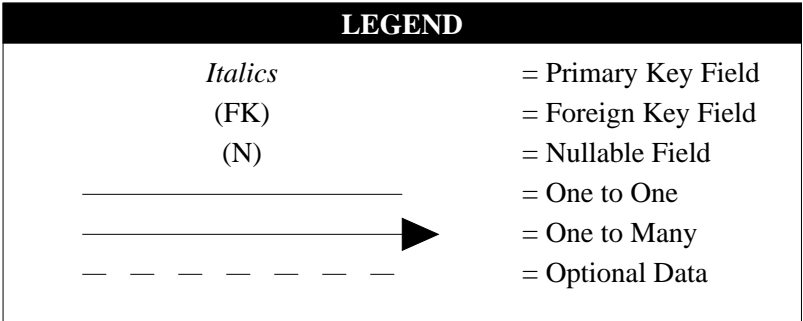 LEGEND
Italics = Primary Key Field
(FK) = Foreign Key Field
(N) = Nullable Field
= One to One
= One to Many
= Optional Data